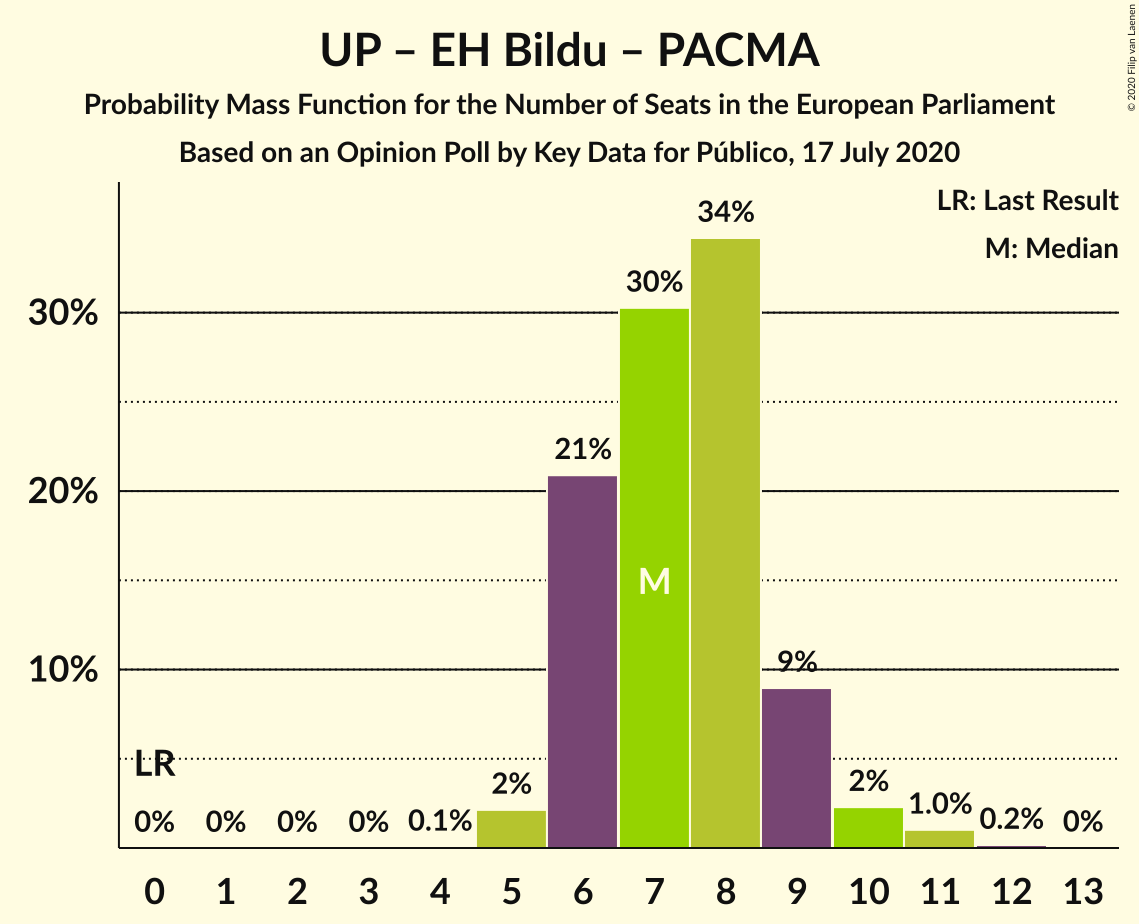 UP – EH Bildu – PACMA
Probability Mass Function for the Number of Seats in the European Parliament
Based on an Opinion Poll by Key Data for Público, 17 July 2020
© 2020 Filip van Laenen
LR: Last Result
M: Median
34%
30%
30%
21%
20%
M
10%
9%
LR
0%
0%
0%
0%
0.1%
2%
2%
1.0%
0.2%
0%
0 1 2 3 4 5 6 7 8 9 10 11 12 13